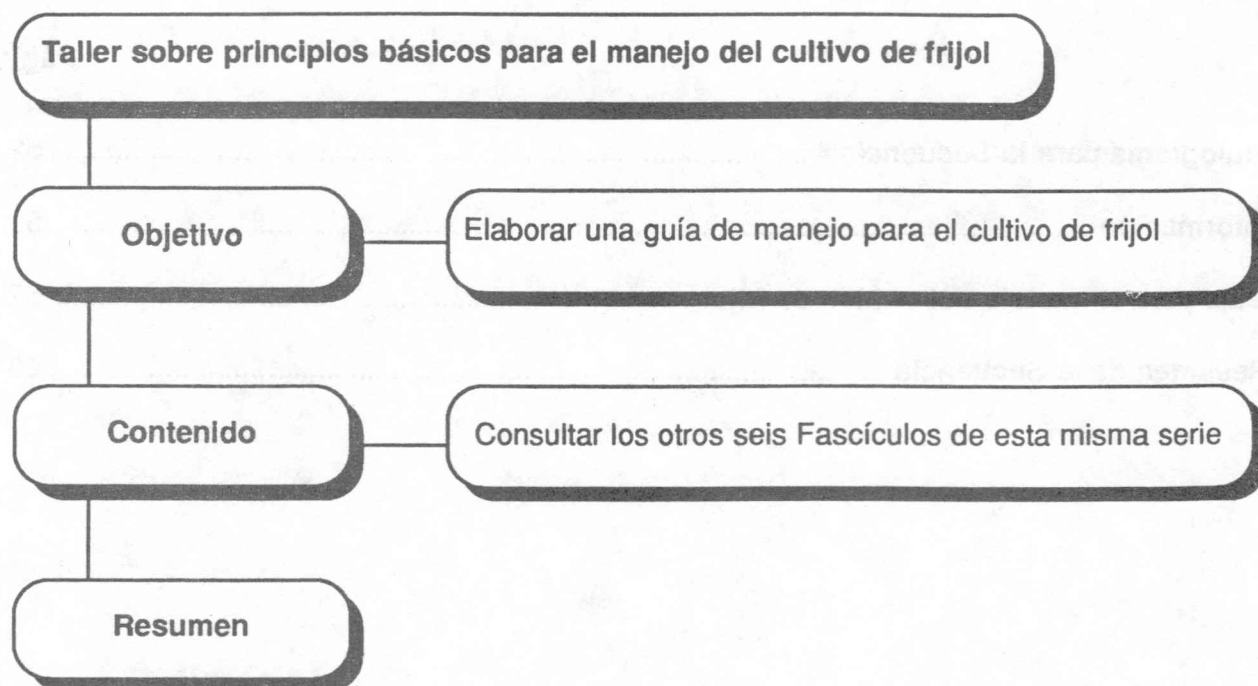 Taller sobre principios básicos para el manejo del cultivo de frijol
Objetivo
Elaborar una guía de manejo para el cultivo de frijol
Contenido
Consultar los otros seis Fascículos de esta misma serie
Resumen